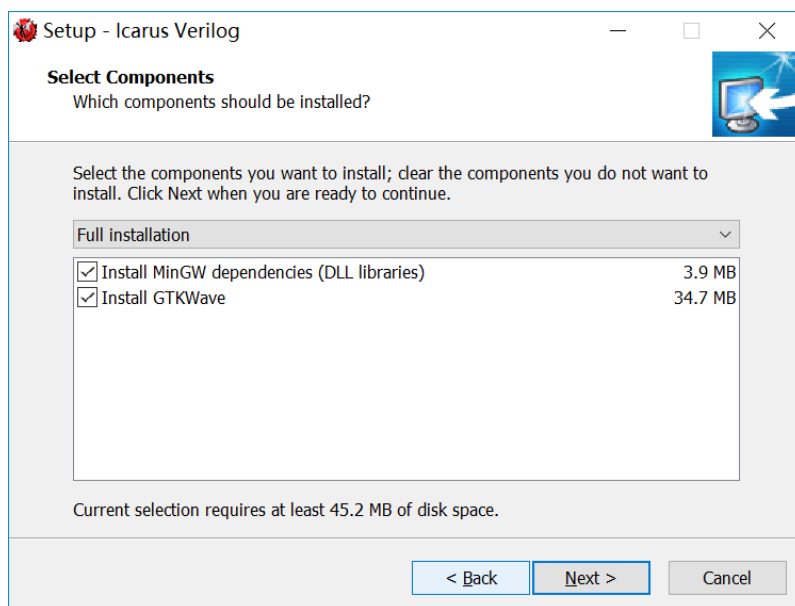 Setup - Icarus Verilog
Select Components
Which components should be installed?
Select the components you want to install; clear the components you do not want to
install. Click Next when you are ready to continue.
Full installation
Install MinGW dependencies (DLL libraries) 3.9 MB
Install GTKWave 34.7 MB
Current selection requires at least 45.2 MB of disk space.
< Back Next > Cancel